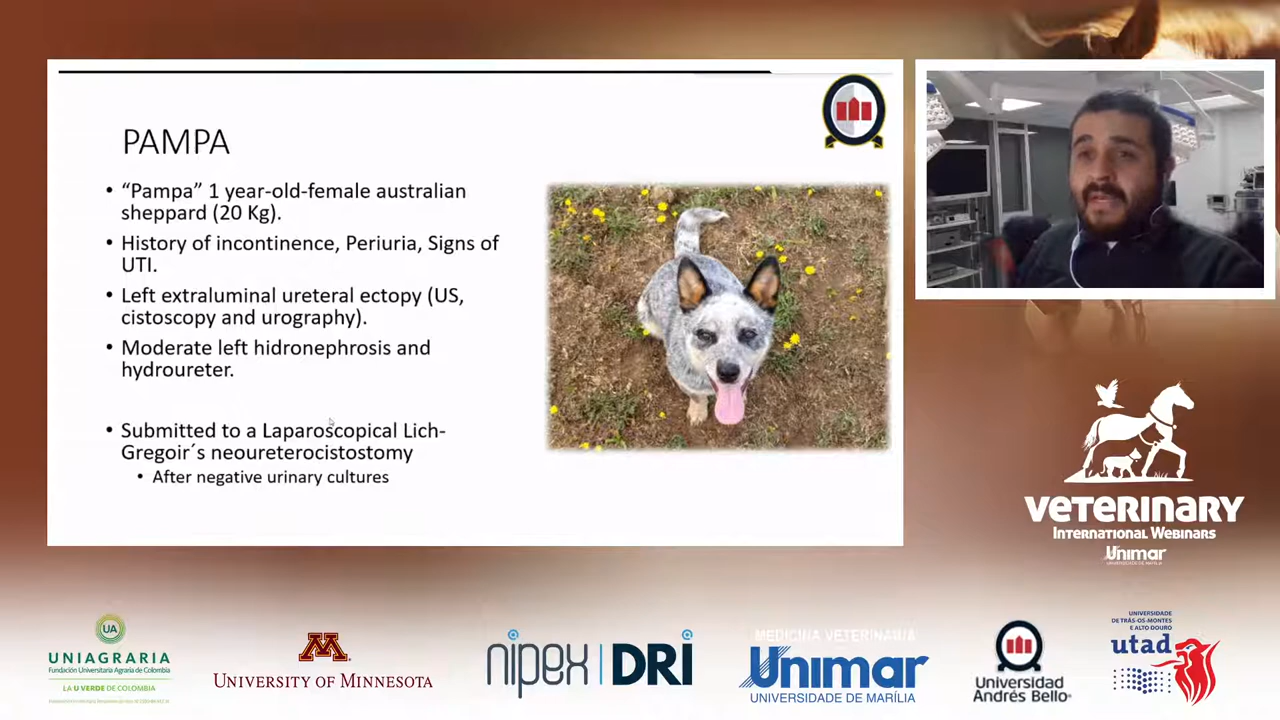 PAMPA
• “Pampa” 1 year-old-female australian
sheppard (20 Kg).
• History of incontinence, Periuria, Signs of
UTI.
• Left extraluminal ureteral ectopy (US,
cistoscopy and urography).
• Moderate left hidronephrosis and
hydroureter.
• Submitted to a Laparoscopical Lich-
Gregoir´s neoureterocistostomy
• After negative urinary cultures
VETERINARY
INTERNATIONAL WEBINARS
Unimar
UNIVERSIDADE DE MARÍLIA
UA
UNIAGRARIA
Fundación Universitaria Agraria de Colombia
LA U VERDE DE COLOMBIA
M
UNIVERSITY OF MINNESOTA
nipex | DRI
MEDICINA VETERINÁRIA
Unimar
UNIVERSIDADE DE MARÍLIA
Universidad
Andrés Bello
UNIVERSIDADE
DE TRÁS-OS-MONTES
E ALTO DOURO
utad